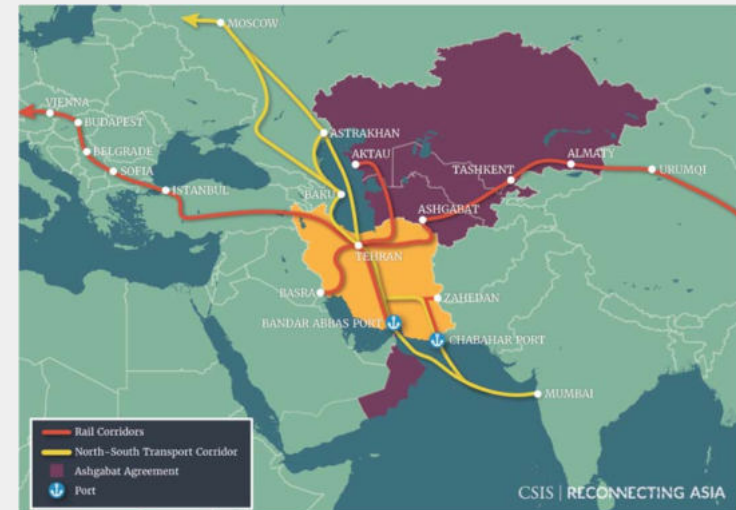 MOSCOW
VIENNA
BUDAPEST
BELGRADE
SOFIA
ISTANBUL
ASTRAKHAN
AKTAU
BAKU
TASHKENT
ALMATY
URUMQI
ASHGABAT
TEHRAN
BASRA
ZAHEDAN
BANDAR ABBAS PORT
CHABAHAR PORT
MUMBAI
Rail Corridors
North-South Transport Corridor
Ashgabat Agreement
Port
CSIS | RECONNECTING ASIA